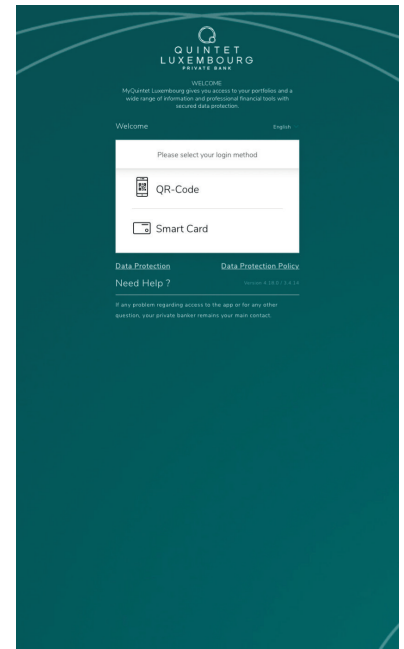 QUINTET
LUXEMBOURG
PRIVATE BANK
WELCOME
MyQuintet Luxembourg gives you access to your portfolios and a
wide range of information and professional financial tools with
secured data protection.
Welcome
English
Please select your login method
QR-Code
Smart Card
Data Protection
Data Protection Policy
Need Help ?
If any problem regarding access to the app or for any other
question, your private banker remains your main contact.